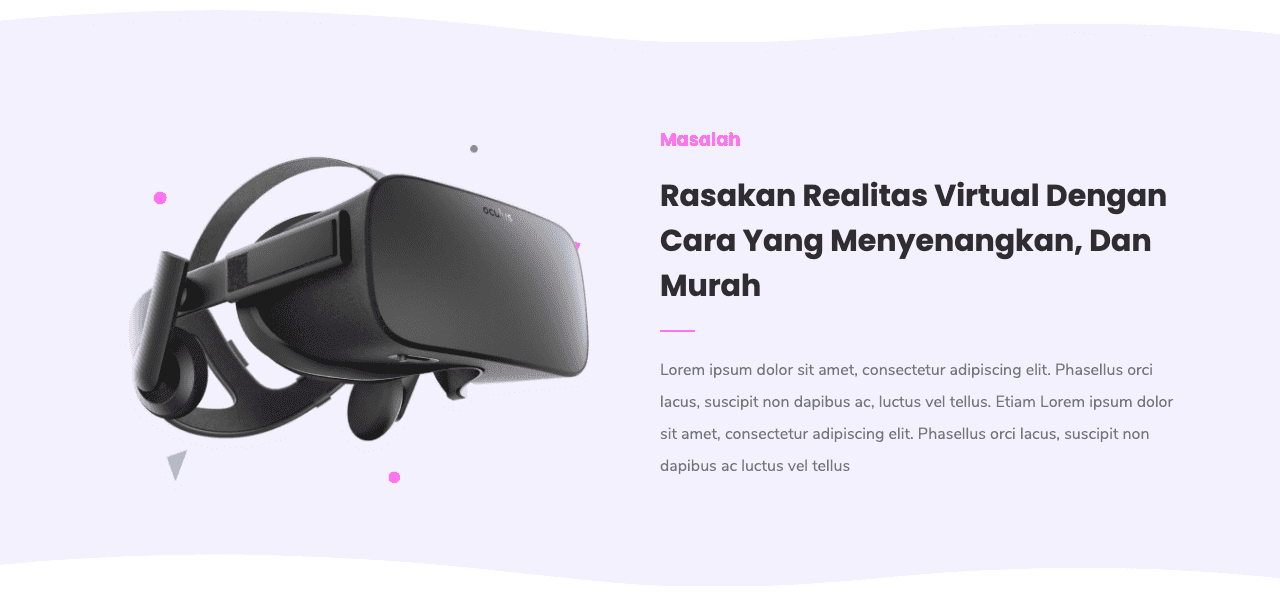 Masalah
Rasakan Realitas Virtual Dengan
Cara Yang Menyenangkan, Dan
Murah
Lorem ipsum dolor sit amet, consectetur adipiscing elit. Phasellus orci
lacus, suscipit non dapibus ac, luctus vel tellus. Etiam Lorem ipsum dolor
sit amet, consectetur adipiscing elit. Phasellus orci lacus, suscipit non
dapibus ac luctus vel tellus